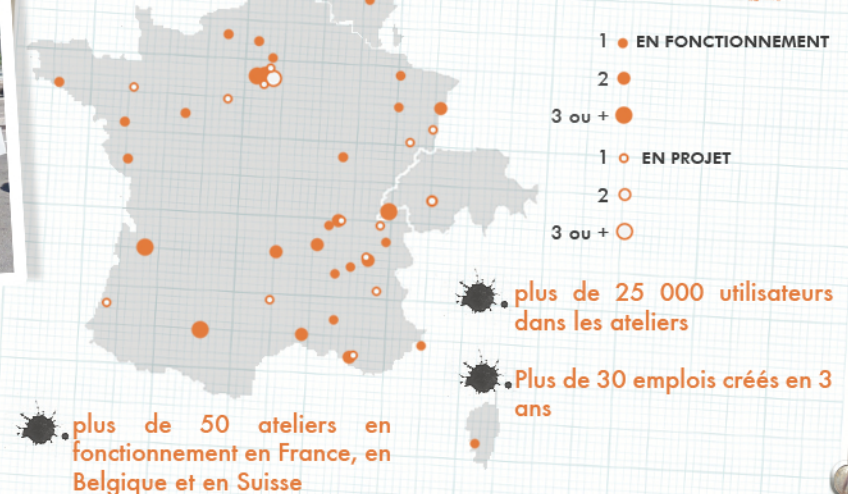 1 EN FONCTIONNEMENT
2
3 ou +
1 EN PROJET
2
3 ou +
plus de 25 000 utilisateurs
dans les ateliers
Plus de 30 emplois créés en 3
ans
plus de 50 ateliers en
fonctionnement en France, en
Belgique et en Suisse